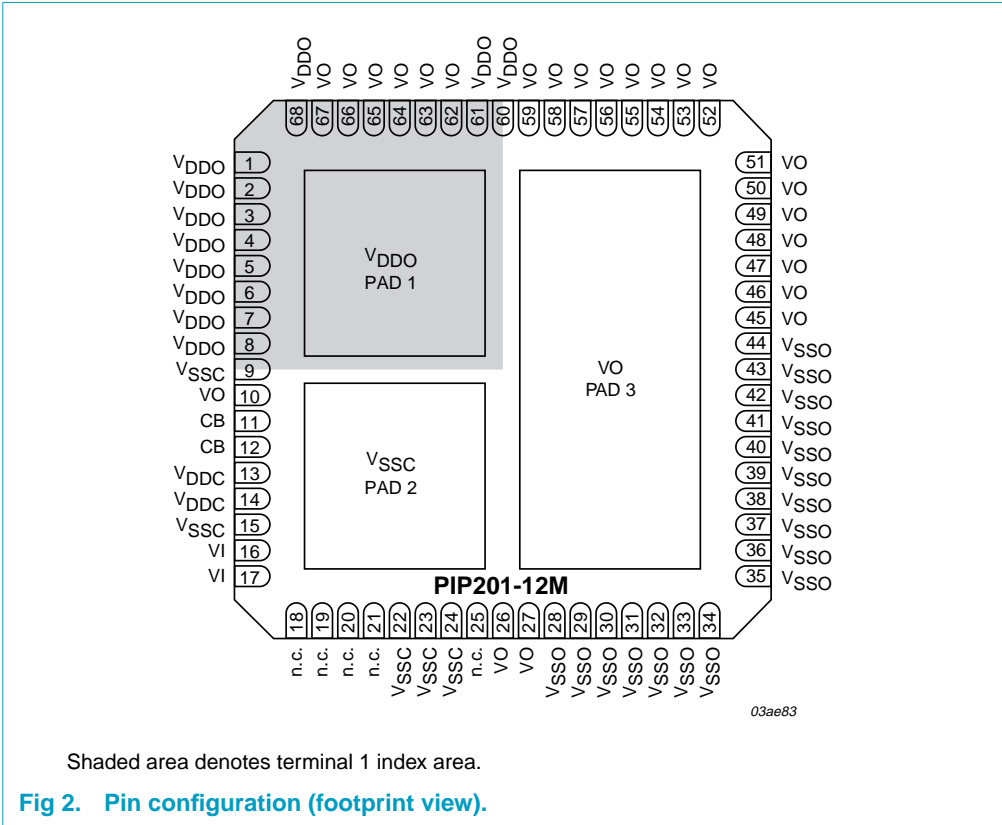 VDDO VO VO VO VO VO VO VDDO VDDO VO VO VO VO VO VO VO VO
68 67 66 65 64 63 62 61 60 59 58 57 56 55 54 53 52
VDDO 1
VDDO 2
VDDO 3
VDDO 4
VDDO 5
VDDO 6
VDDO 7
VDDO 8
VSSC 9
VO 10
CB 11
CB 12
VDDC 13
VDDC 14
VSSC 15
VI 16
VI 17
VDDO
PAD 1
VSSC
PAD 2
VO
PAD 3
51 VO
50 VO
49 VO
48 VO
47 VO
46 VO
45 VO
44 VSSO
43 VSSO
42 VSSO
41 VSSO
40 VSSO
39 VSSO
38 VSSO
37 VSSO
36 VSSO
35 VSSO
PIP201-12M
18 19 20 21 22 23 24 25 26 27 28 29 30 31 32 33 34
n.c. n.c. n.c. n.c. VSSC VSSC VSSC n.c. VO VO VSSO VSSO VSSO VSSO VSSO VSSO VSSO
03ae83
Shaded area denotes terminal 1 index area.
Fig 2. Pin configuration (footprint view).